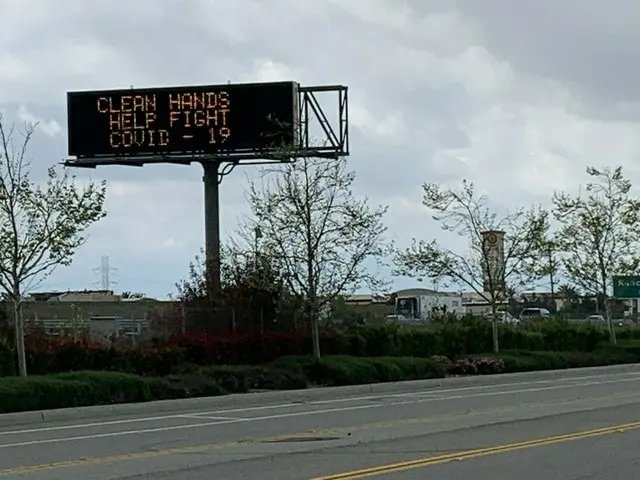 CLEAN HANDS
HELP FIGHT
COVID - 19